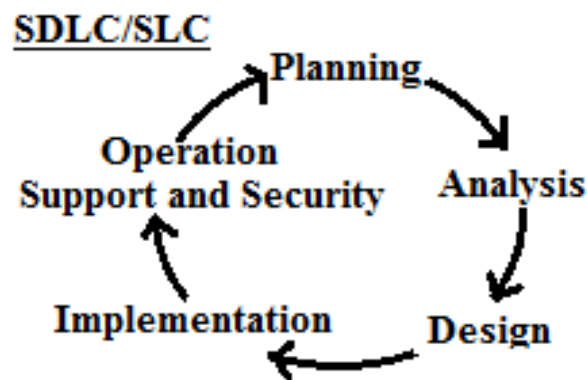 SDLC/SLC
Planning
Analysis
Design
Implementation
Operation
Support and Security